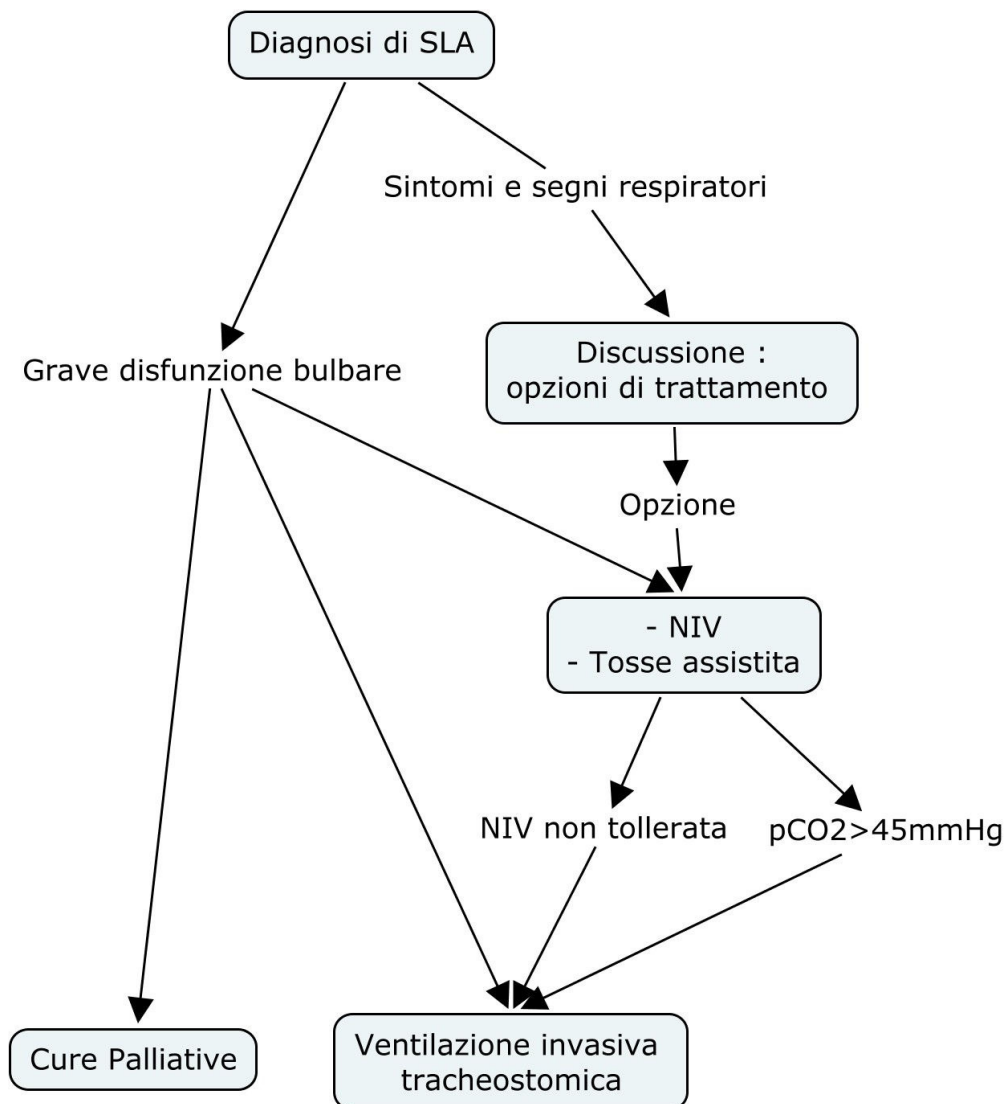 Diagnosi di SLA
Sintomi e segni respiratori
Grave disfunzione bulbare
Discussione :
opzioni di trattamento
Opzione
- NIV
- Tosse assistita
NIV non tollerata
pCO2>45mmHg
Cure Palliative
Ventilazione invasiva
tracheostomica